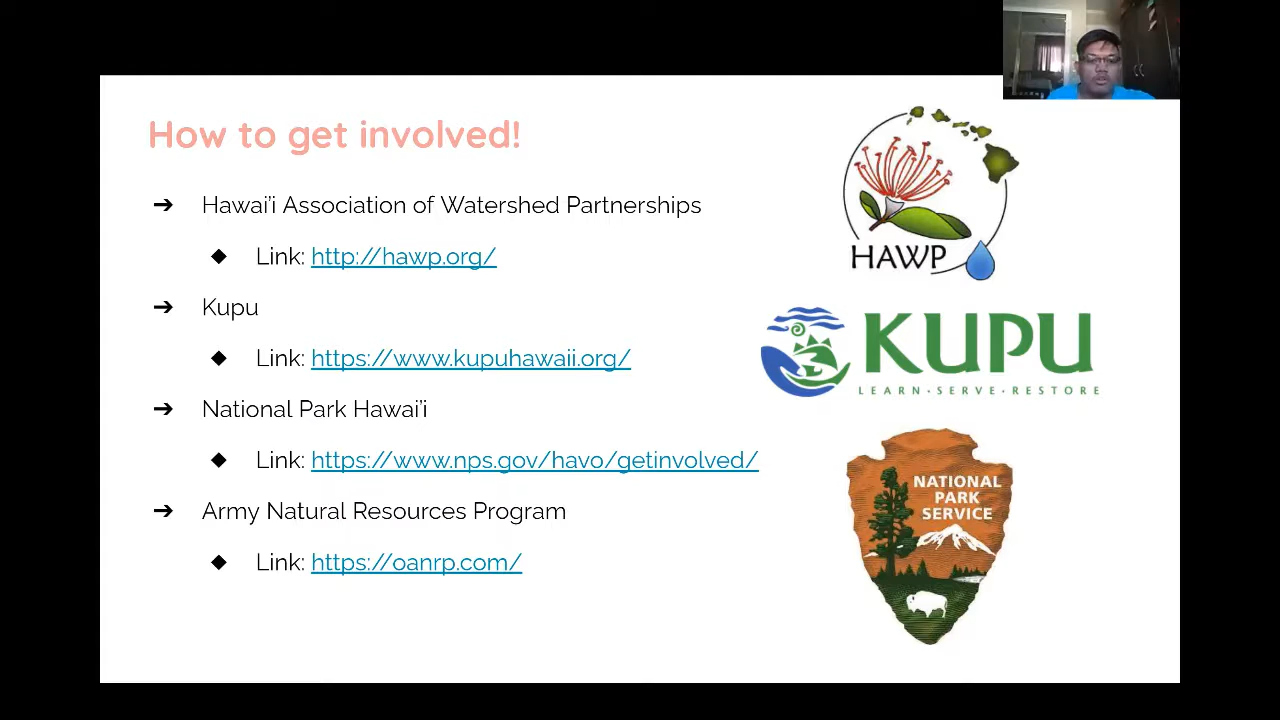 How to get involved!
➔ Hawai’i Association of Watershed Partnerships
◆ Link: http://hawp.org/
➔ Kupu
◆ Link: https://www.kupuhawaii.org/
➔ National Park Hawai’i
◆ Link: https://www.nps.gov/havo/getinvolved/
➔ Army Natural Resources Program
◆ Link: https://oanrp.com/
HAWP
KUPU
LEARN · SERVE · RESTORE
NATIONAL
PARK
SERVICE